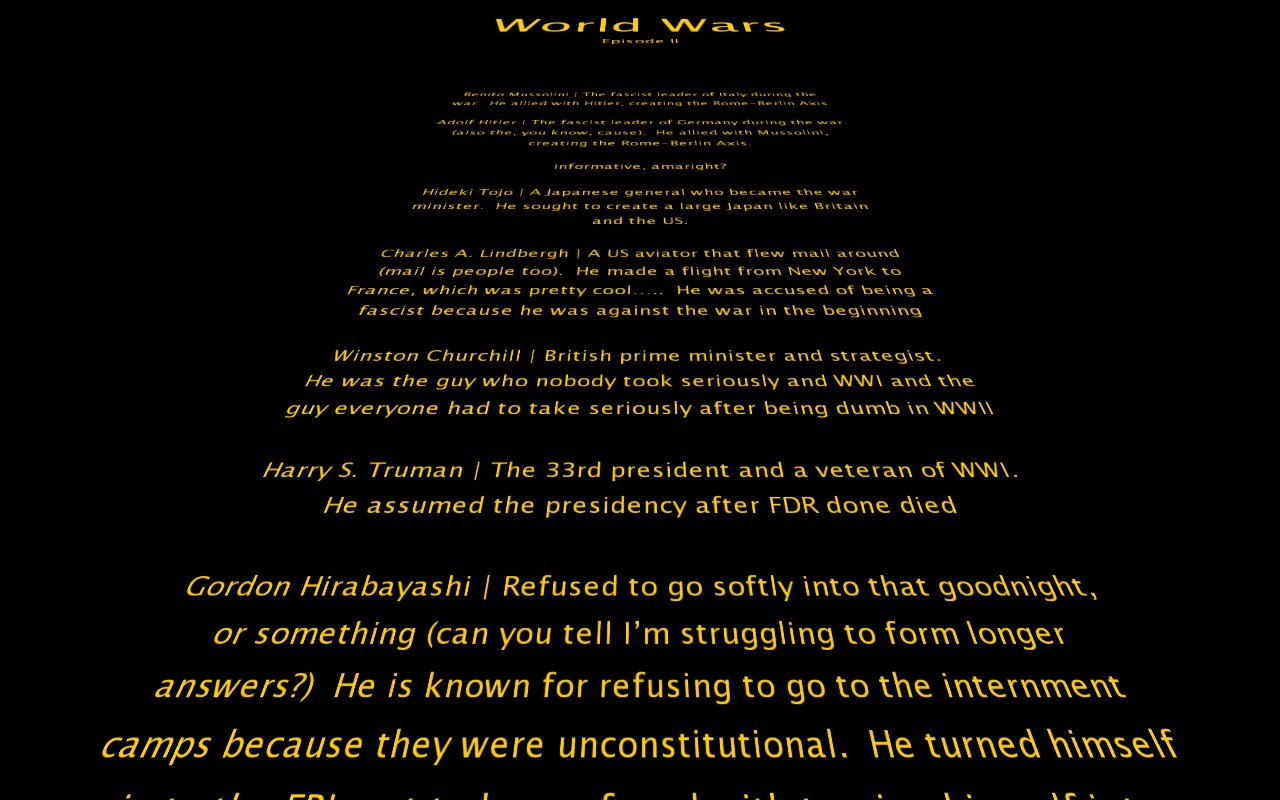 World Wars
Episode II
Benito Mussolini | The fascist leader of Italy during the
war. He allied with Hitler, creating the Rome-Berlin Axis
Adolf Hitler | The fascist leader of Germany during the war
(also the, you know, cause). He allied with Mussolini,
creating the Rome-Berlin Axis.
informative, amaright?
Hideki Tojo | A Japanese general who became the war
minister. He sought to create a large Japan like Britain
and the US.
Charles A. Lindbergh | A US aviator that flew mail around
(mail is people too). He made a flight from New York to
France, which was pretty cool..... He was accused of being a
fascist because he was against the war in the beginning
Winston Churchill | British prime minister and strategist.
He was the guy who nobody took seriously and WWI and the
guy everyone had to take seriously after being dumb in WWII
Harry S. Truman | The 33rd president and a veteran of WWI.
He assumed the presidency after FDR done died
Gordon Hirabayashi | Refused to go softly into that goodnight,
or something (can you tell I’m struggling to form longer
answers?) He is known for refusing to go to the internment
camps because they were unconstitutional. He turned himself